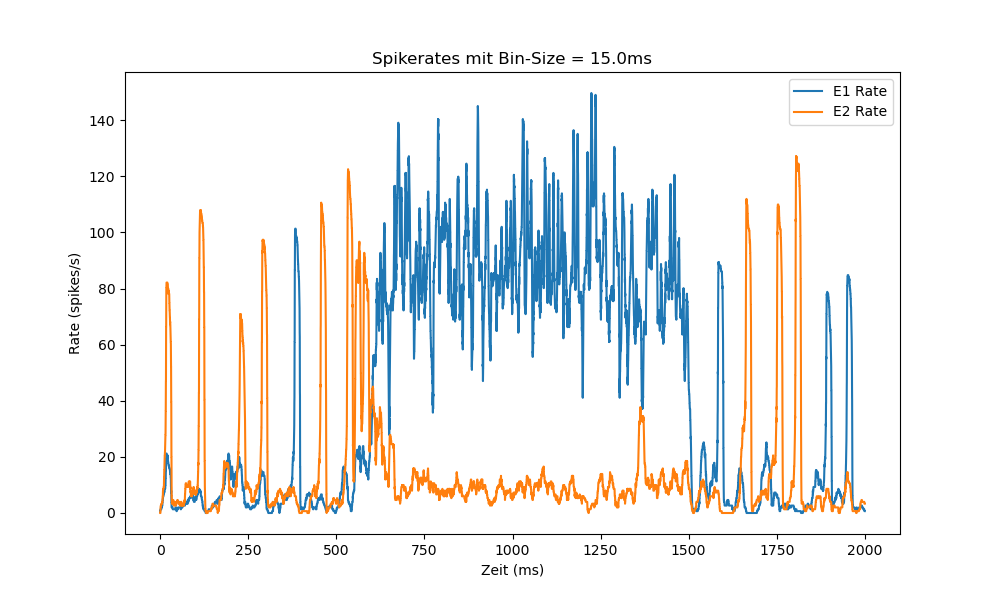 Spikerates mit Bin-Size = 15.0ms
E1 Rate
E2 Rate
Rate (spikes/s)
140
120
100
80
60
40
20
0
0 250 500 750 1000 1250 1500 1750 2000
Zeit (ms)